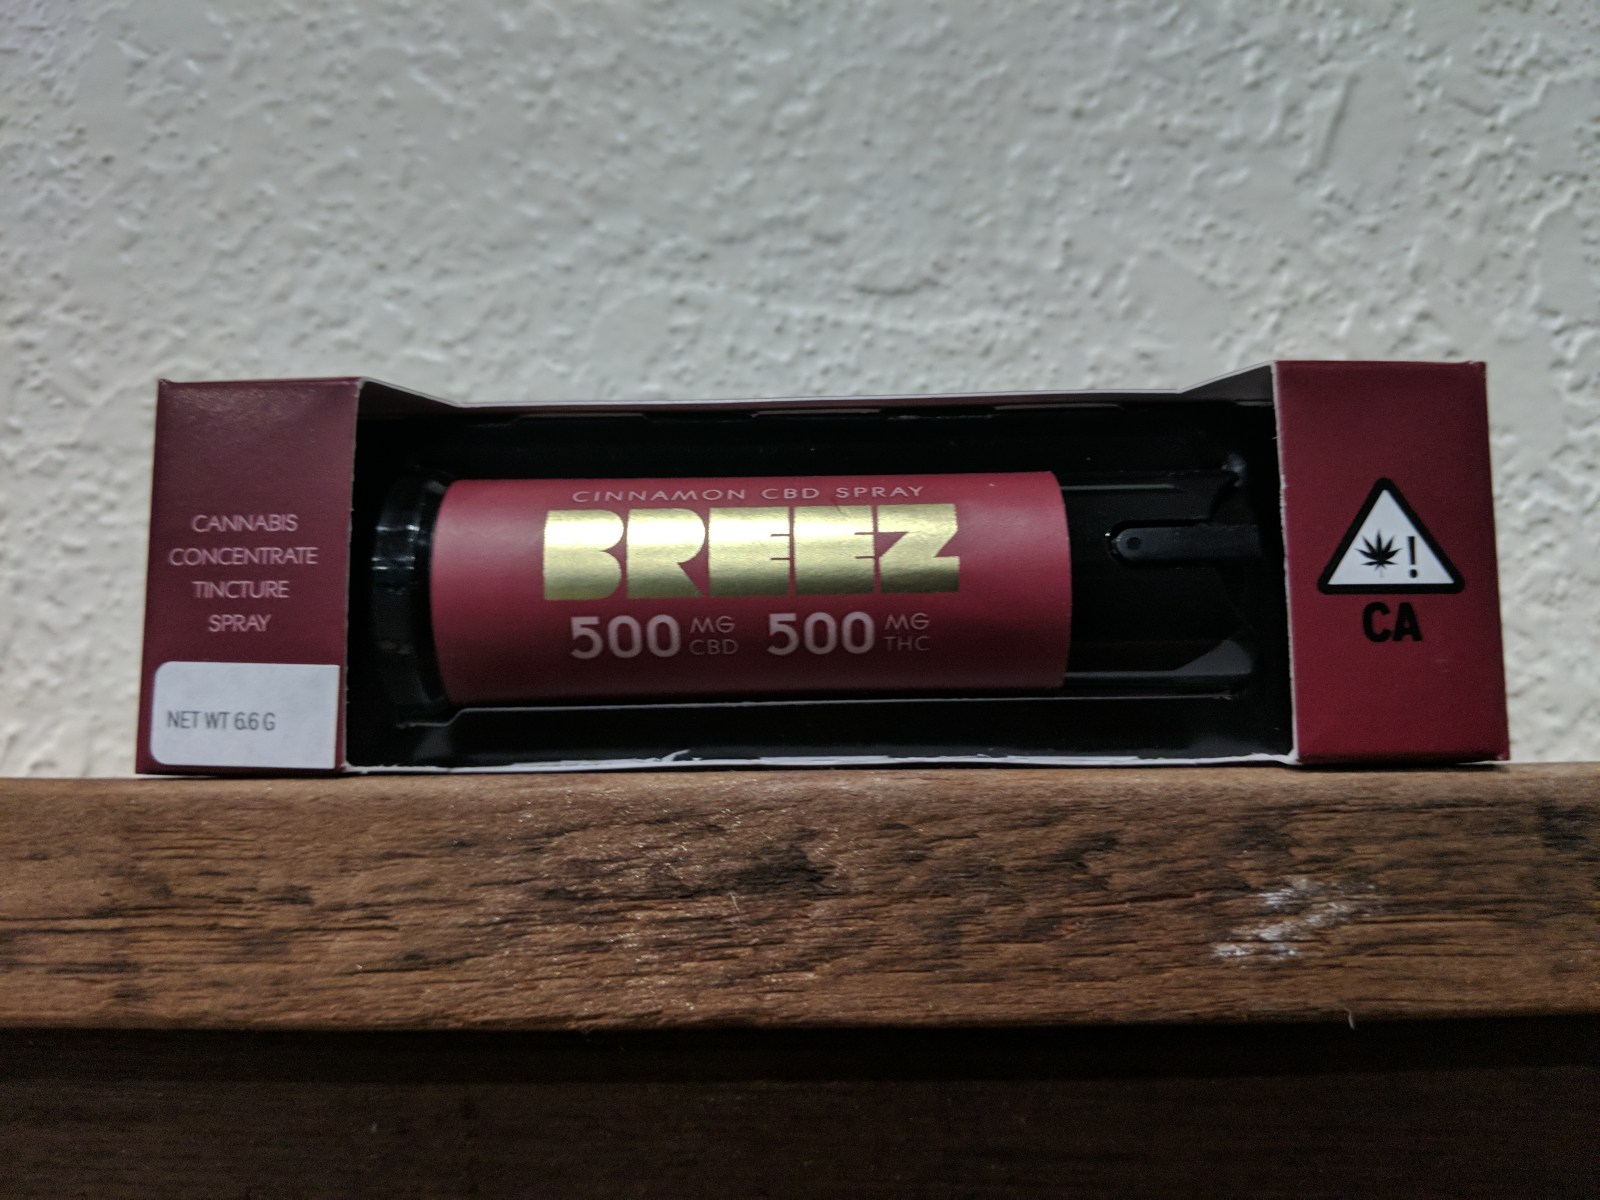 CANNABIS
CONCENTRATE
TINCTURE
SPRAY
NET WT 6.6 G
CINNAMON CBD SPRAY
BREEZ
500 MG CBD 500 MG THC
!
CA